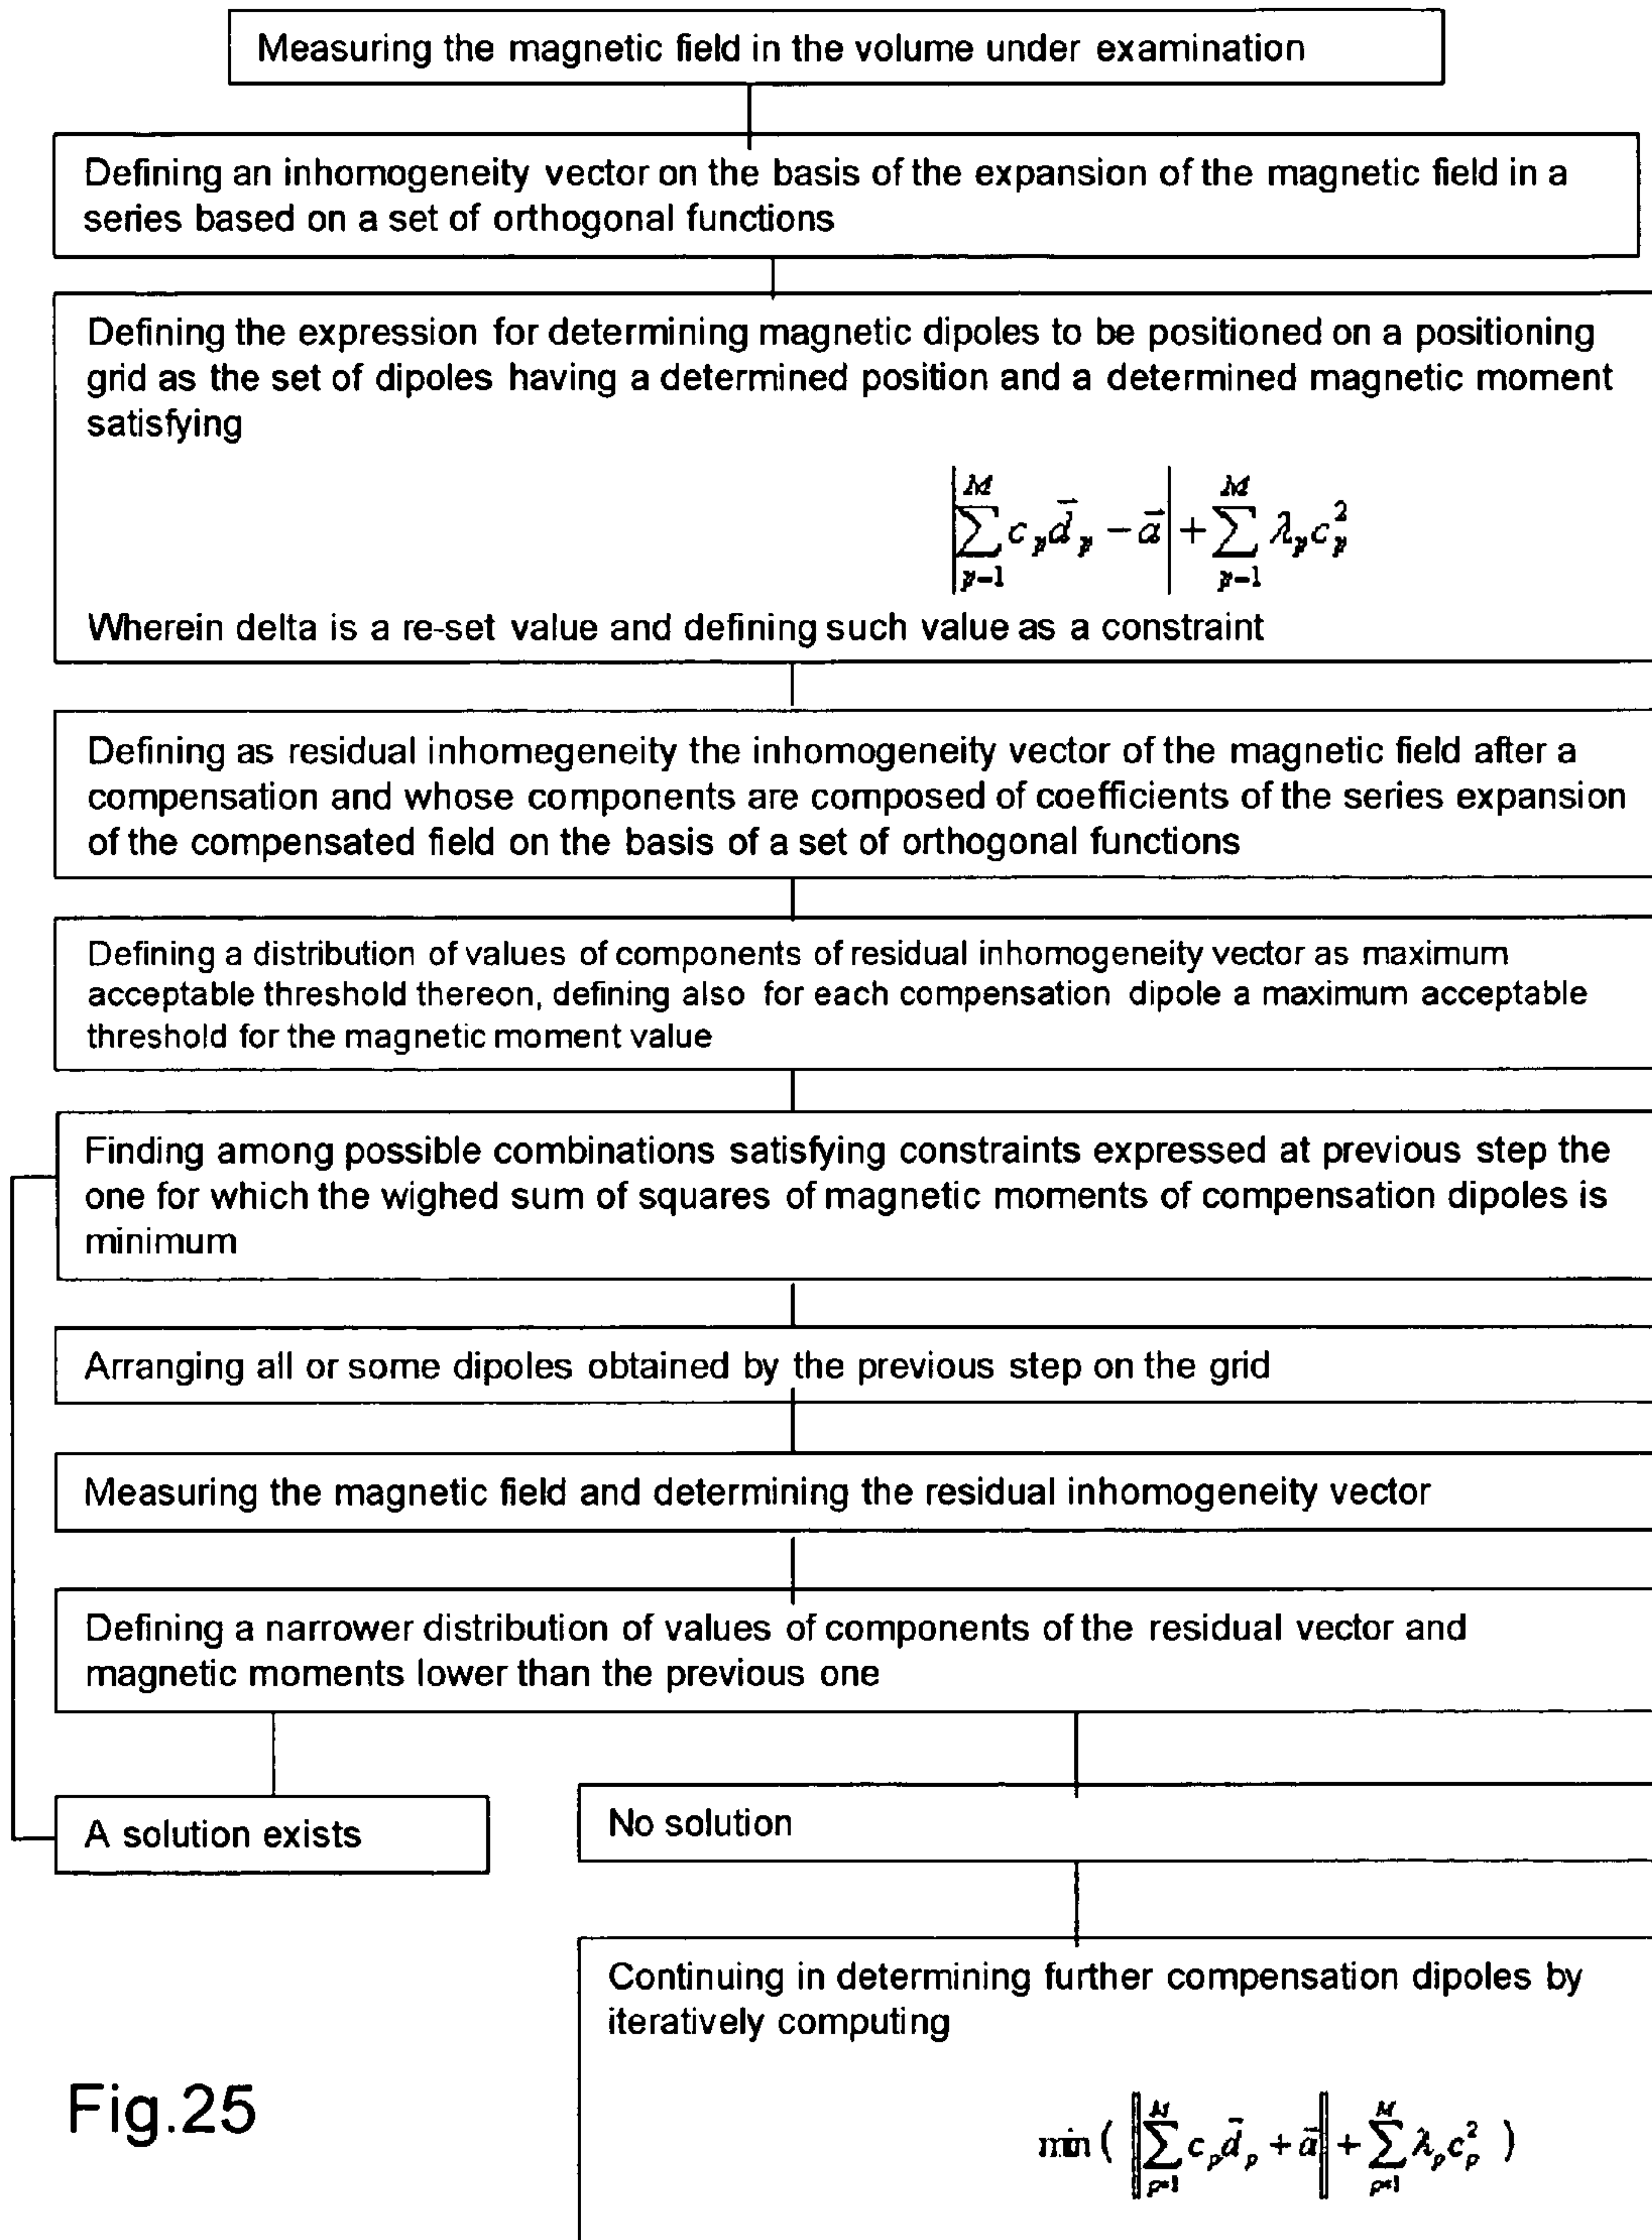 Measuring the magnetic field in the volume under examination
Defining an inhomogeneity vector on the basis of the expansion of the magnetic field in a
series based on a set of orthogonal functions
Defining the expression for determining magnetic dipoles to be positioned on a positioning
grid as the set of dipoles having a determined position and a determined magnetic moment
satisfying
|∑_{p=1}^{M} c_p d̄_p − ā| + ∑_{p=1}^{M} λ_p c_p^2
Wherein delta is a re-set value and defining such value as a constraint
Defining as residual inhomegeneity the inhomogeneity vector of the magnetic field after a
compensation and whose components are composed of coefficients of the series expansion
of the compensated field on the basis of a set of orthogonal functions
Defining a distribution of values of components of residual inhomogeneity vector as maximum
acceptable threshold thereon, defining also for each compensation dipole a maximum acceptable
threshold for the magnetic moment value
Finding among possible combinations satisfying constraints expressed at previous step the
one for which the wighed sum of squares of magnetic moments of compensation dipoles is
minimum
Arranging all or some dipoles obtained by the previous step on the grid
Measuring the magnetic field and determining the residual inhomogeneity vector
Defining a narrower distribution of values of components of the residual vector and
magnetic moments lower than the previous one
A solution exists
No solution
Continuing in determining further compensation dipoles by
iteratively computing
min ( ‖∑_{p=1}^{M} c_p d̄_p + ā‖ + ∑_{p=1}^{M} λ_p c_p^2 )
Fig.25